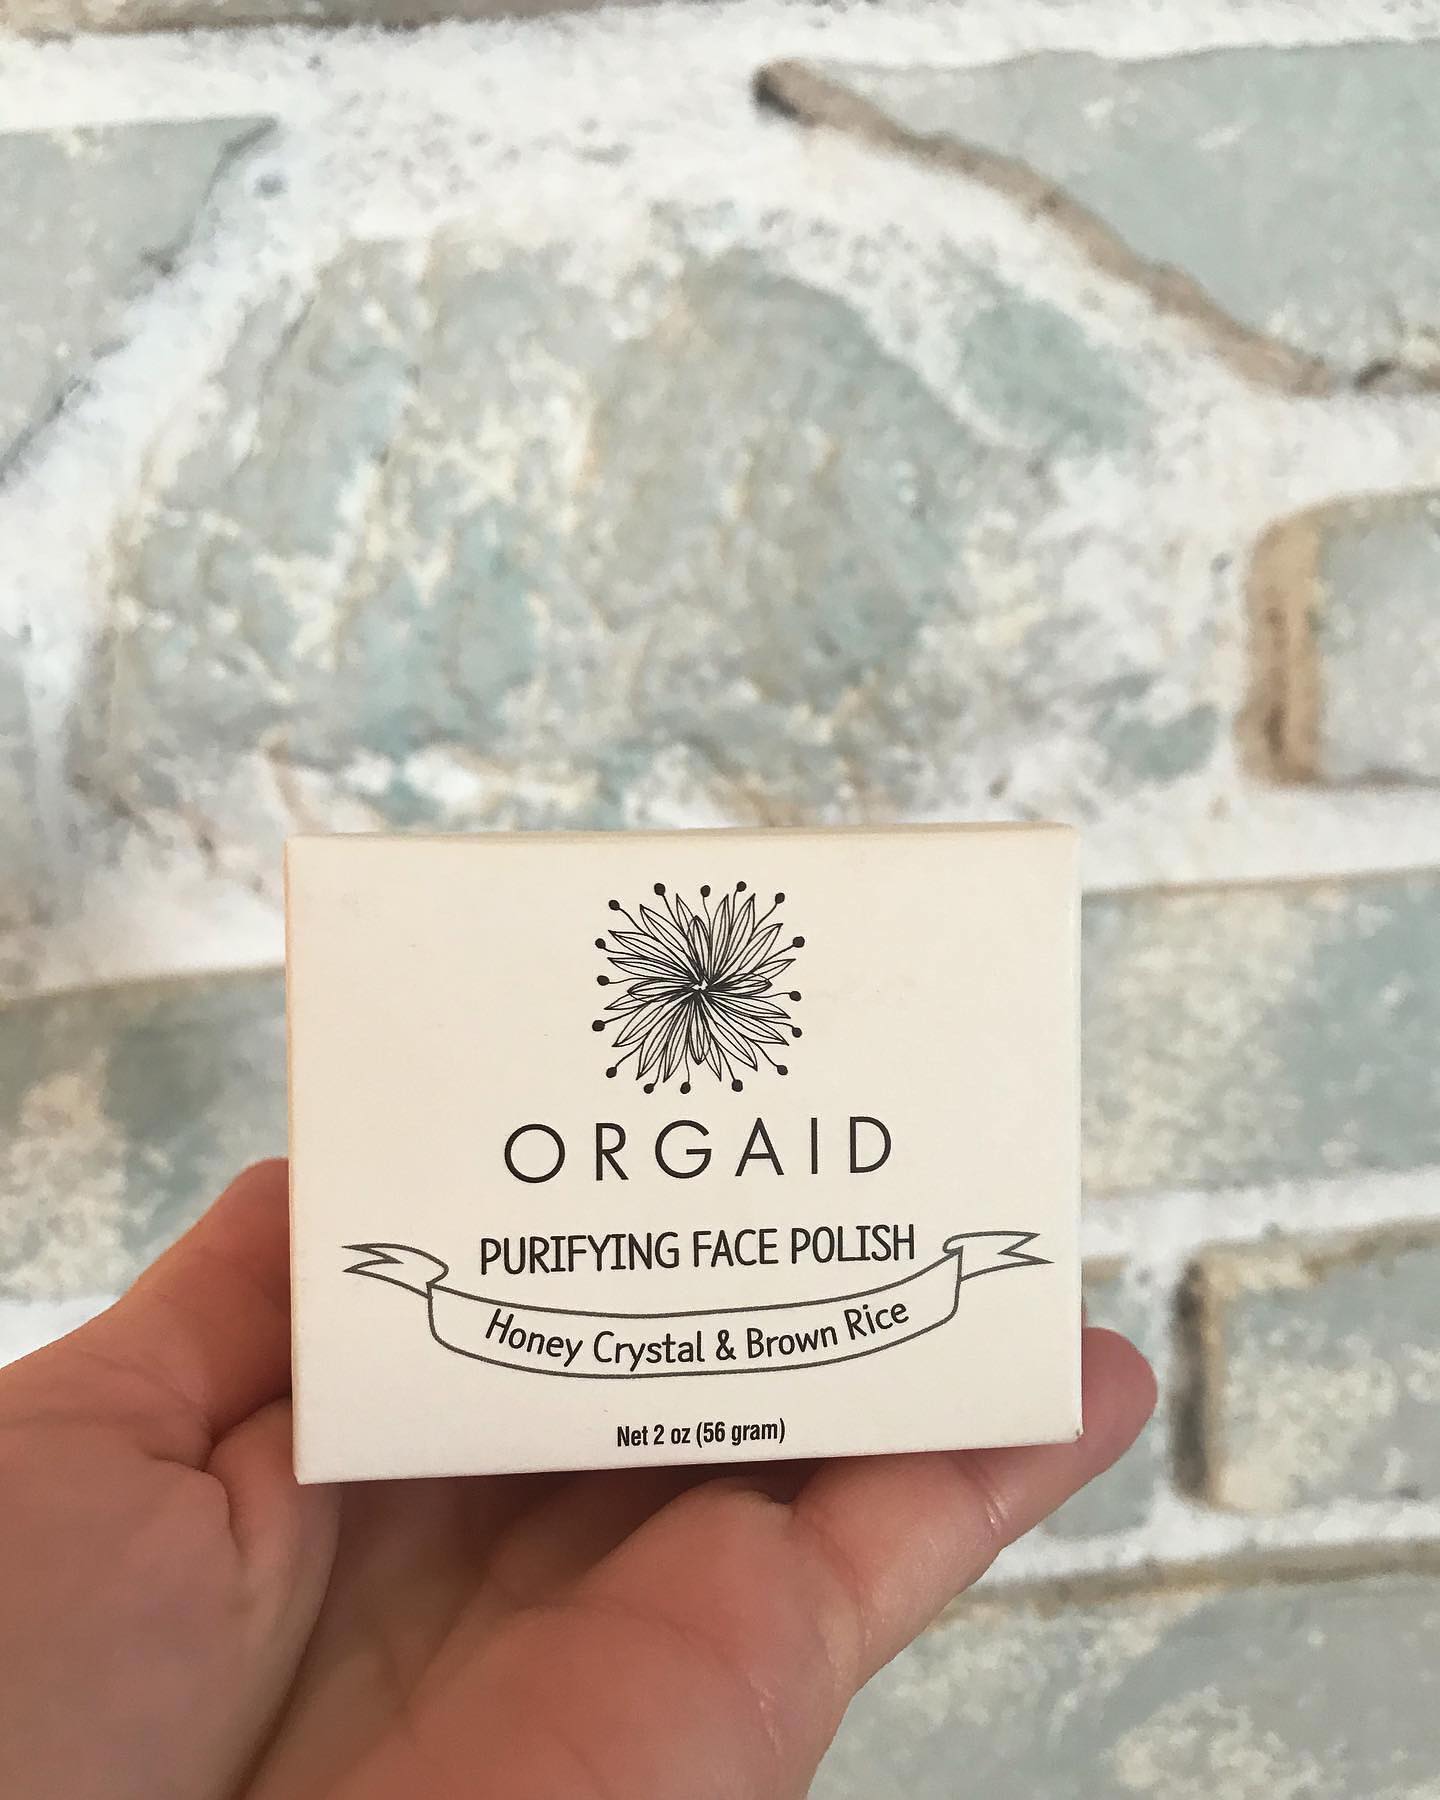 ORGAID
PURIFYING FACE POLISH
Honey Crystal & Brown Rice
Net 2 oz (56 gram)